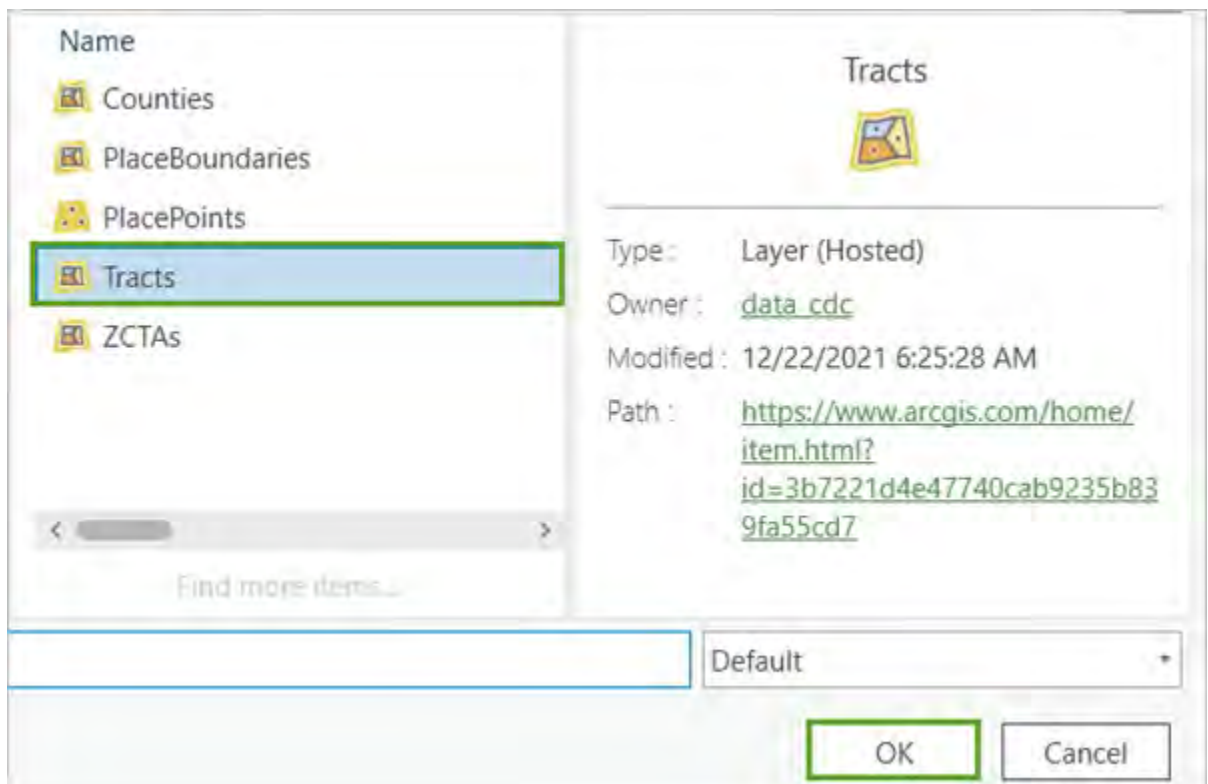 Name
Counties
PlaceBoundaries
PlacePoints
Tracts
ZCTAs
Find more items...
Tracts
Type : Layer (Hosted)
Owner : data_cdc
Modified : 12/22/2021 6:25:28 AM
Path : https://www.arcgis.com/home/
item.html?
id=3b7221d4e47740cab9235b83
9fa55cd7
Default
OK Cancel